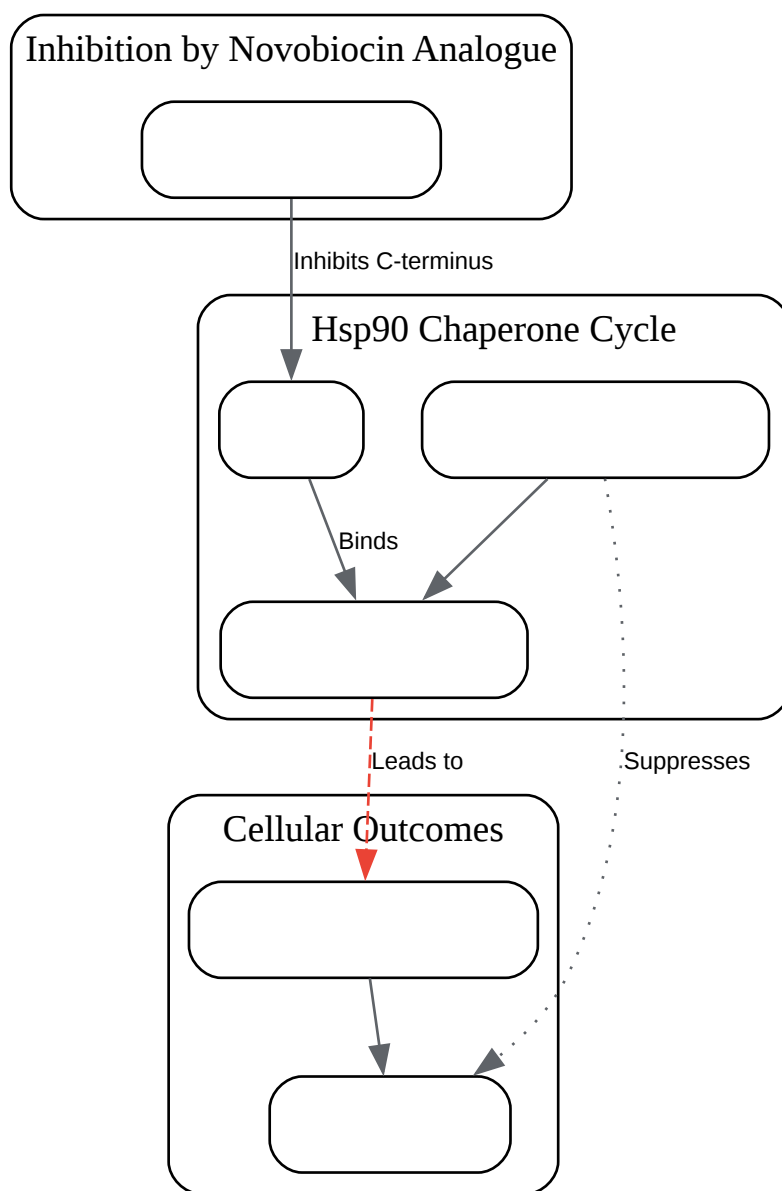 Inhibition by Novobiocin Analogue
Inhibits C-terminus
Hsp90 Chaperone Cycle
Binds
Leads to
Suppresses
Cellular Outcomes